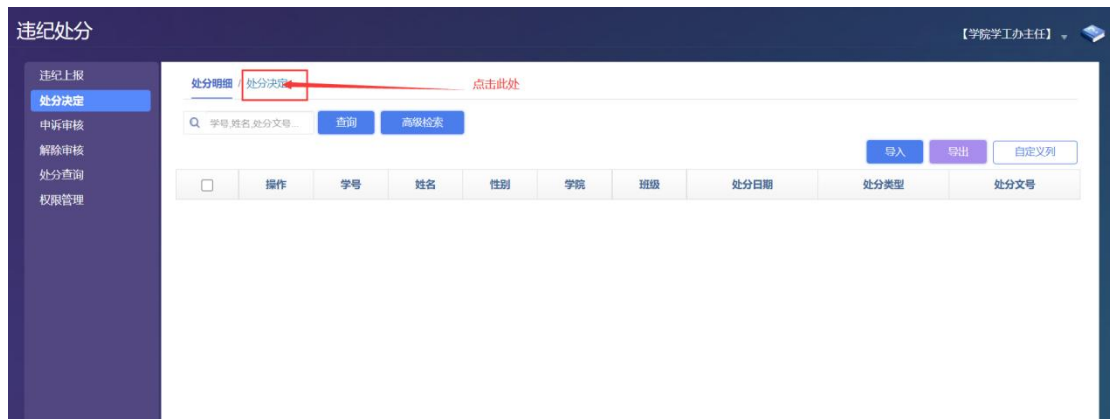 违纪处分
【学院学工办主任】
违纪上报
处分决定
申诉审核
解除审核
处分查询
权限管理
处分明细 / 处分决定
点击此处
学号,姓名,处分文号...
查询
高级检索
导入
导出
自定义列
操作 学号 姓名 性别 学院 班级 处分日期 处分类型 处分文号